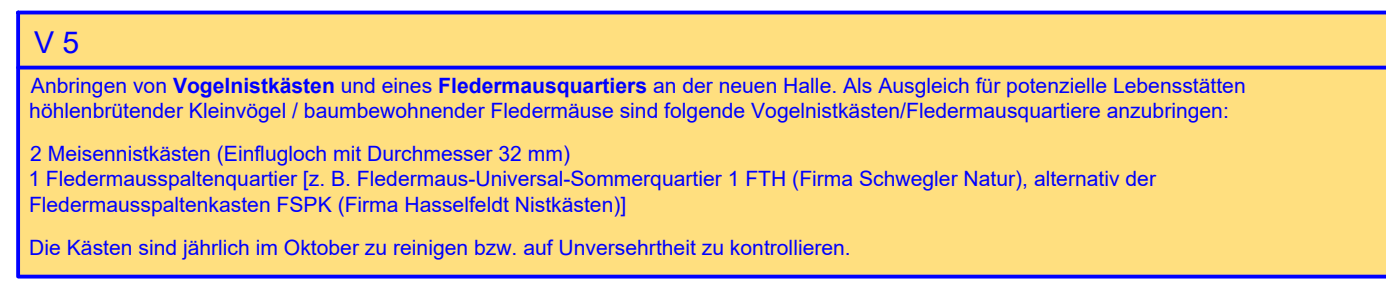 V 5
Anbringen von Vogelnistkästen und eines Fledermausquartiers an der neuen Halle. Als Ausgleich für potenzielle Lebensstätten
höhlenbrütender Kleinvögel / baumbewohnender Fledermäuse sind folgende Vogelnistkästen/Fledermausquartiere anzubringen:
2 Meisennistkästen (Einflugloch mit Durchmesser 32 mm)
1 Fledermausspaltenquartier [z. B. Fledermaus-Universal-Sommerquartier 1 FTH (Firma Schwegler Natur), alternativ der
Fledermausspaltenkasten FSPK (Firma Hasselfeldt Nistkästen)]
Die Kästen sind jährlich im Oktober zu reinigen bzw. auf Unversehrtheit zu kontrollieren.